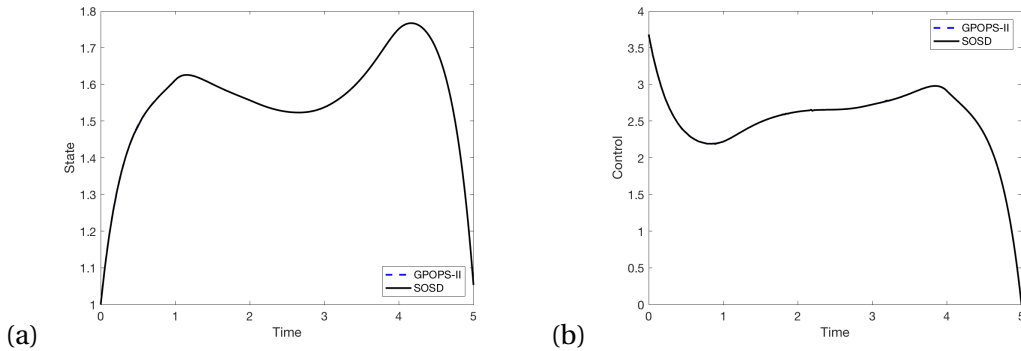 1.8
1.7
1.6
1.5
1.4
1.3
1.2
1.1
1
State
0 1 2 3 4 5
Time
GPOPS-II
SOSD
(a)
4
3.5
3
2.5
2
1.5
1
0.5
0
Control
0 1 2 3 4 5
Time
GPOPS-II
SOSD
(b)